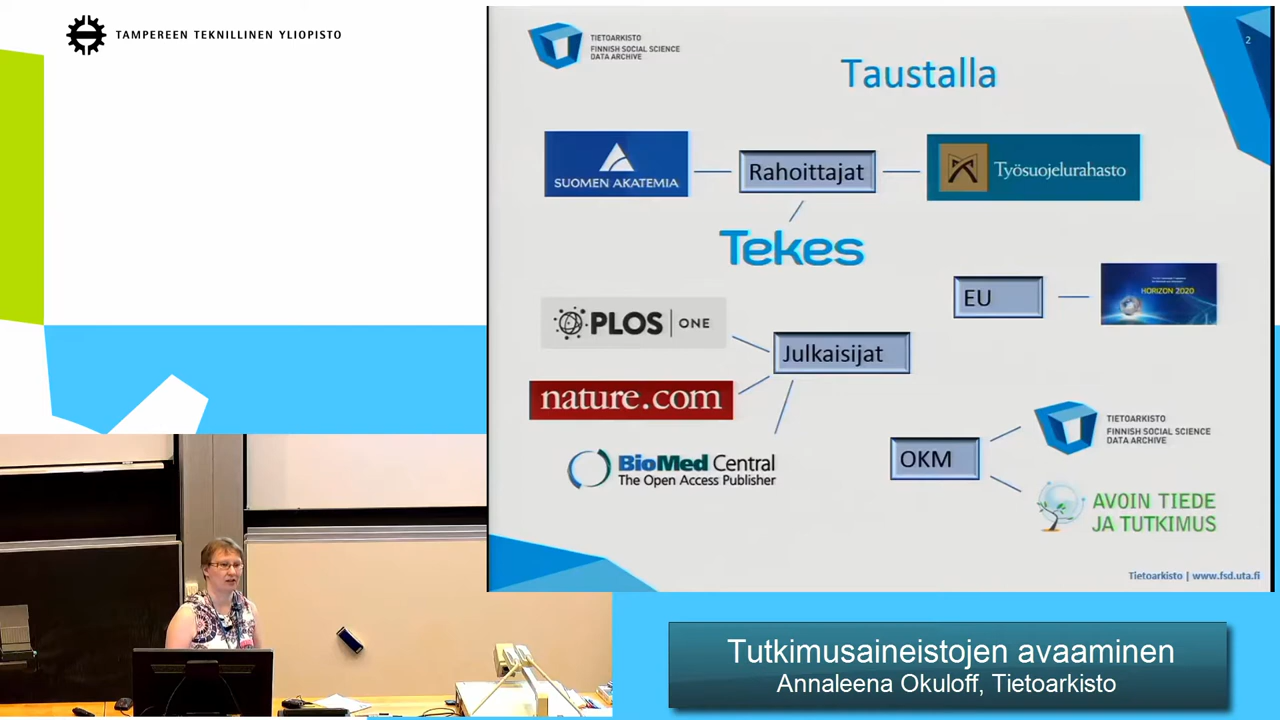 TAMPEREEN TEKNILLINEN YLIOPISTO
TIETOARKISTO
FINNISH SOCIAL SCIENCE
DATA ARCHIVE
2
Taustalla
SUOMEN AKATEMIA
Rahoittajat
Työsuojelurahasto
Tekes
EU
HORIZON 2020
PLOS ONE
Julkaisijat
nature.com
BioMed Central
The Open Access Publisher
OKM
TIETOARKISTO
FINNISH SOCIAL SCIENCE
DATA ARCHIVE
AVOIN TIEDE
JA TUTKIMUS
Tietoarkisto | www.fsd.uta.fi
Tutkimusaineistojen avaaminen
Annaleena Okuloff, Tietoarkisto